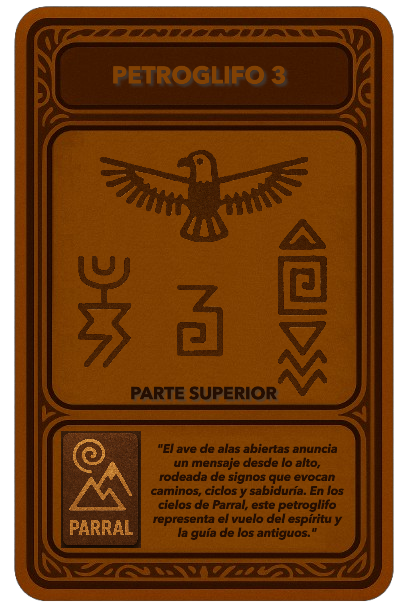 PETROGLIFO 3
PARTE SUPERIOR
PARRAL
"El ave de alas abiertas anuncia
un mensaje desde lo alto,
rodeada de signos que evocan
caminos, ciclos y sabiduría. En los
cielos de Parral, este petroglifo
representa el vuelo del espíritu y
la guía de los antiguos."